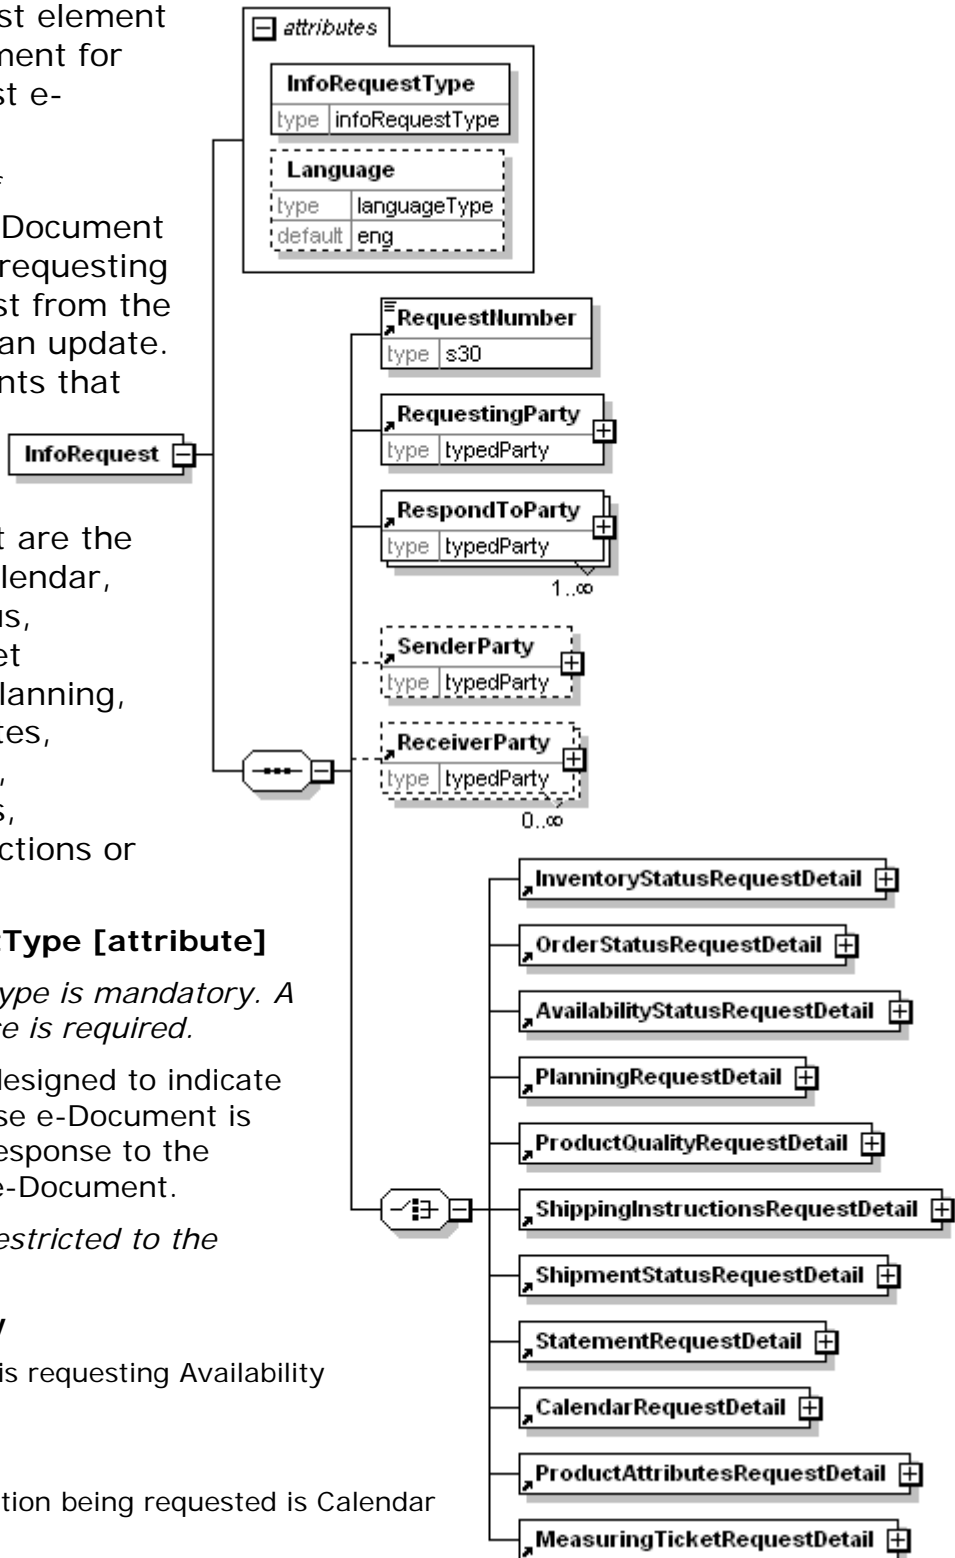 st element
ment for
st e-
Document
requesting
st from the
an update.
nts that
t are the
lendar,
us,
et
lanning,
tes,
,
s,
ctions or
tType [attribute]
ype is mandatory. A
ce is required.
designed to indicate
se e-Document is
esponse to the
e-Document.
estricted to the
y
is requesting Availability
tion being requested is Calendar
attributes
InfoRequestType
type infoRequestType
Language
type languageType
default eng
InfoRequest
RequestNumber
type s30
RequestingParty
type typedParty
RespondToParty
type typedParty
1..∞
SenderParty
type typedParty
ReceiverParty
type typedParty
0..∞
InventoryStatusRequestDetail
OrderStatusRequestDetail
AvailabilityStatusRequestDetail
PlanningRequestDetail
ProductQualityRequestDetail
ShippingInstructionsRequestDetail
ShipmentStatusRequestDetail
StatementRequestDetail
CalendarRequestDetail
ProductAttributesRequestDetail
MeasuringTicketRequestDetail